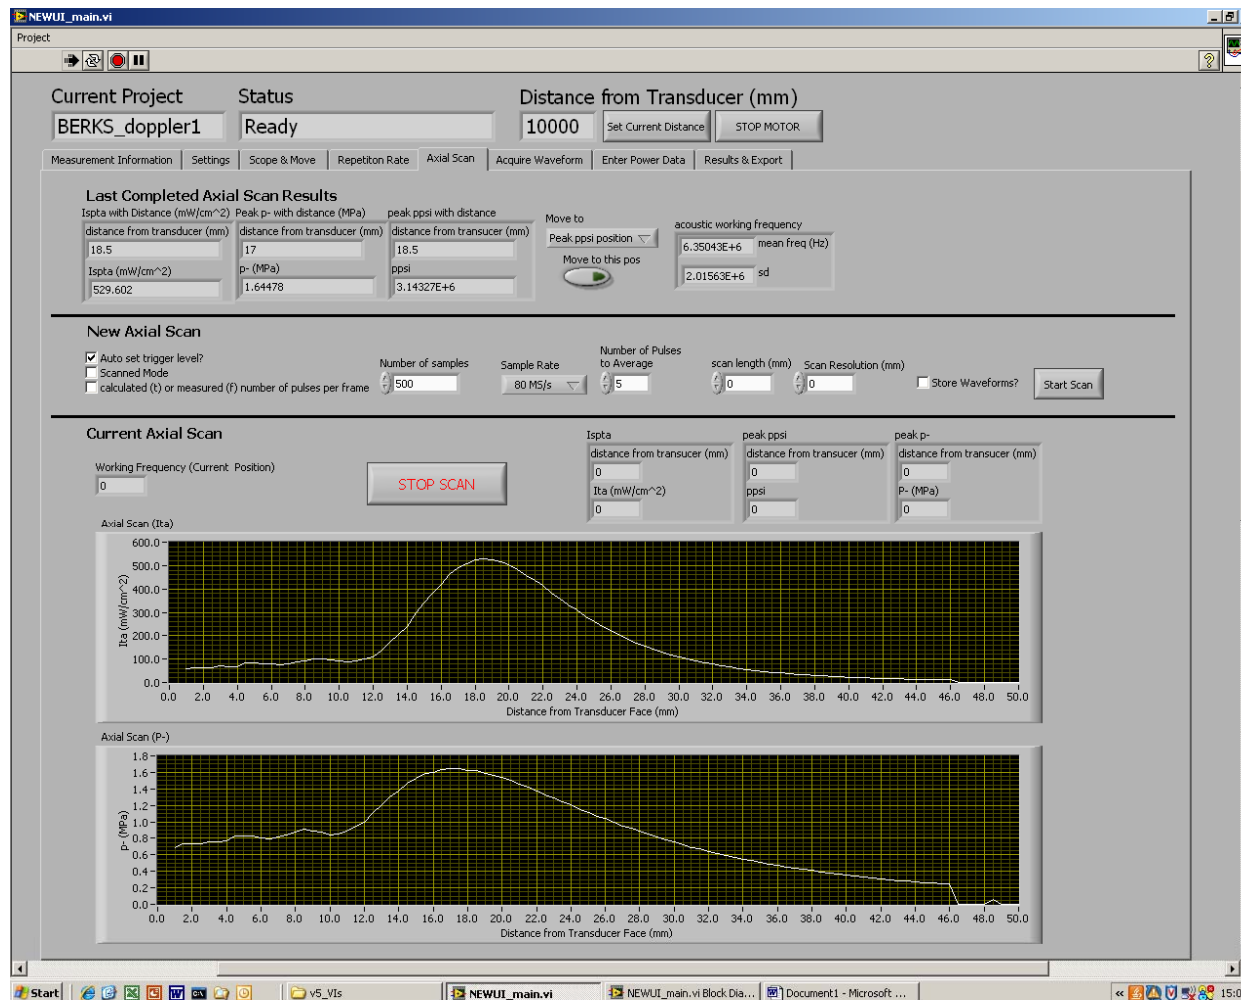 NEWUI_main.vi
Project
Current Project Status Distance from Transducer (mm)
BERKS_doppler1 Ready 10000 Set Current Distance STOP MOTOR
Measurement Information Settings Scope & Move Repetiton Rate Axial Scan Acquire Waveform Enter Power Data Results & Export
Last Completed Axial Scan Results
Ispta with Distance (mW/cm^2) Peak p- with distance (MPa) peak ppsi with distance
distance from transducer (mm) distance from transducer (mm) distance from transucer (mm)
18.5 17 18.5
Ispta (mW/cm^2) p- (MPa) ppsi
529.602 1.64478 3.14327E+6
Move to
Peak ppsi position
Move to this pos
acoustic working frequency
6.35043E+6 mean freq (Hz)
2.01563E+6 sd
New Axial Scan
Auto set trigger level?
Scanned Mode
calculated (t) or measured (f) number of pulses per frame
Number of samples
500
Sample Rate
80 MS/s
Number of Pulses
to Average
5
scan length (mm)
0
Scan Resolution (mm)
0
Store Waveforms?
Start Scan
Current Axial Scan
Working Frequency (Current Position)
0
STOP SCAN
Ispta peak ppsi peak p-
distance from transucer (mm) distance from transucer (mm) distance from transucer (mm)
0 0 0
Ita (mW/cm^2) ppsi P- (MPa)
0 0 0
Axial Scan (Ita)
600.0
500.0
400.0
300.0
200.0
100.0
0.0
Ita (mW/cm^2)
0.0 2.0 4.0 6.0 8.0 10.0 12.0 14.0 16.0 18.0 20.0 22.0 24.0 26.0 28.0 30.0 32.0 34.0 36.0 38.0 40.0 42.0 44.0 46.0 48.0 50.0
Distance from Transducer Face (mm)
Axial Scan (P-)
1.8
1.6
1.4
1.2
1.0
0.8
0.6
0.4
0.2
0.0
p- (MPa)
0.0 2.0 4.0 6.0 8.0 10.0 12.0 14.0 16.0 18.0 20.0 22.0 24.0 26.0 28.0 30.0 32.0 34.0 36.0 38.0 40.0 42.0 44.0 46.0 48.0 50.0
Distance from Transducer Face (mm)
Start v5_VIs NEWUI_main.vi NEWUI_main.vi Block Dia... Document1 - Microsoft ... 15:0